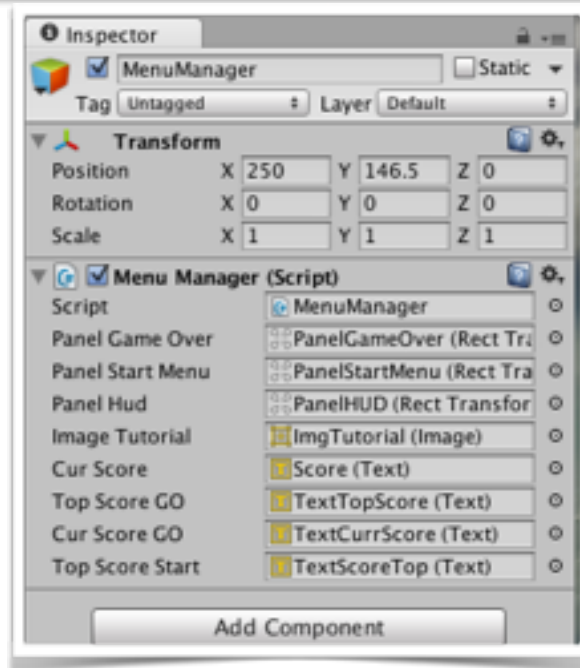 Inspector
MenuManager Static
Tag Untagged Layer Default
Transform
Position X 250 Y 146.5 Z 0
Rotation X 0 Y 0 Z 0
Scale X 1 Y 1 Z 1
Menu Manager (Script)
Script MenuManager
Panel Game Over PanelGameOver (Rect Tra
Panel Start Menu PanelStartMenu (Rect Tra
Panel Hud PanelHUD (Rect Transfor
Image Tutorial ImgTutorial (Image)
Cur Score Score (Text)
Top Score GO TextTopScore (Text)
Cur Score GO TextCurrScore (Text)
Top Score Start TextScoreTop (Text)
Add Component